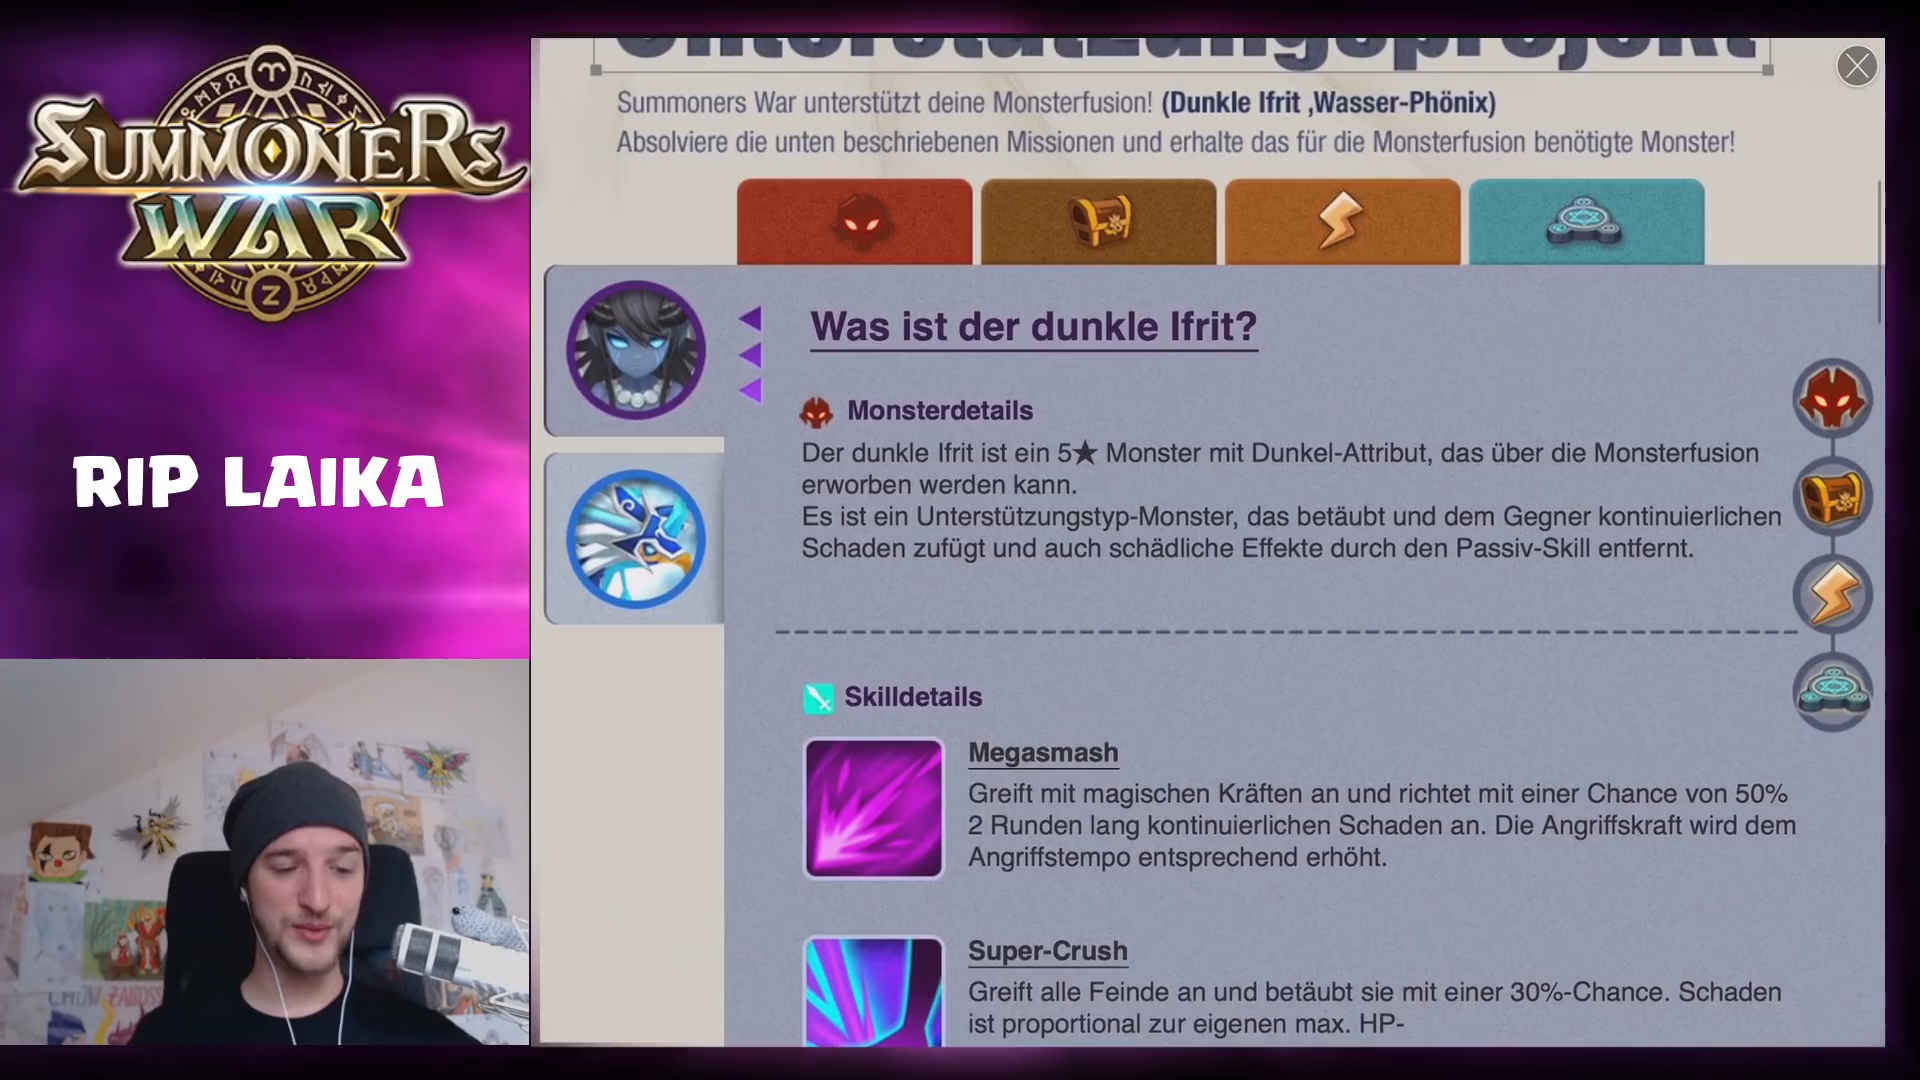 Unterstützungsprojekt
SUMMONERS
WAR
Summoners War unterstützt deine Monsterfusion! (Dunkle Ifrit ,Wasser-Phönix)
Absolviere die unten beschriebenen Missionen und erhalte das für die Monsterfusion benötigte Monster!
RIP LAIKA
Was ist der dunkle Ifrit?
Monsterdetails
Der dunkle Ifrit ist ein 5★ Monster mit Dunkel-Attribut, das über die Monsterfusion
erworben werden kann.
Es ist ein Unterstützungstyp-Monster, das betäubt und dem Gegner kontinuierlichen
Schaden zufügt und auch schädliche Effekte durch den Passiv-Skill entfernt.
Skilldetails
Megasmash
Greift mit magischen Kräften an und richtet mit einer Chance von 50%
2 Runden lang kontinuierlichen Schaden an. Die Angriffskraft wird dem
Angriffstempo entsprechend erhöht.
Super-Crush
Greift alle Feinde an und betäubt sie mit einer 30%-Chance. Schaden
ist proportional zur eigenen max. HP-